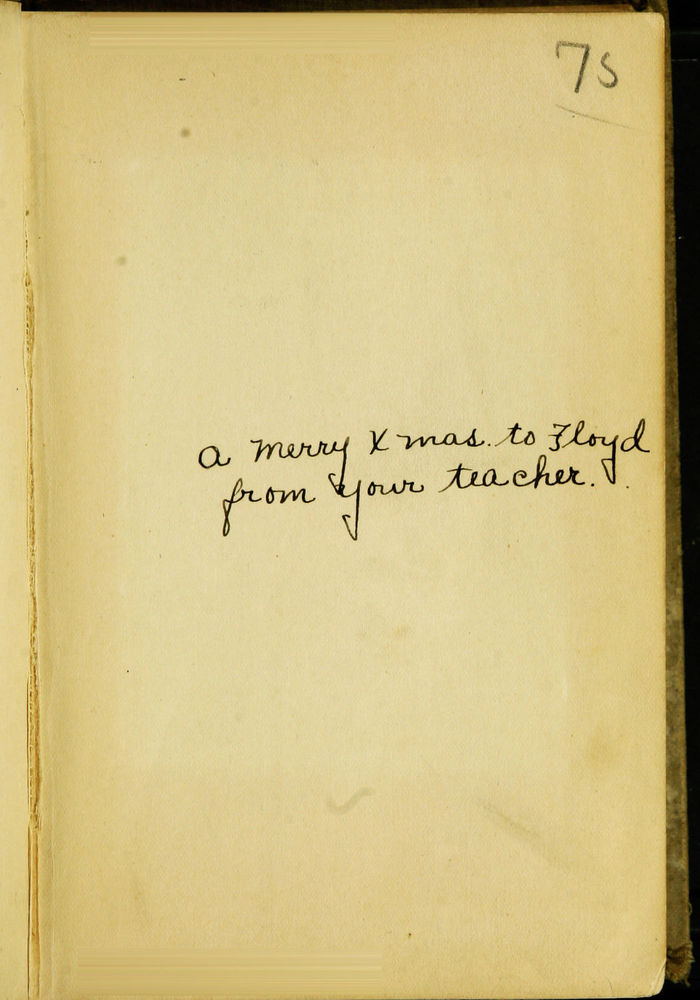 75
a merry Xmas. to Floyd
from your teacher.